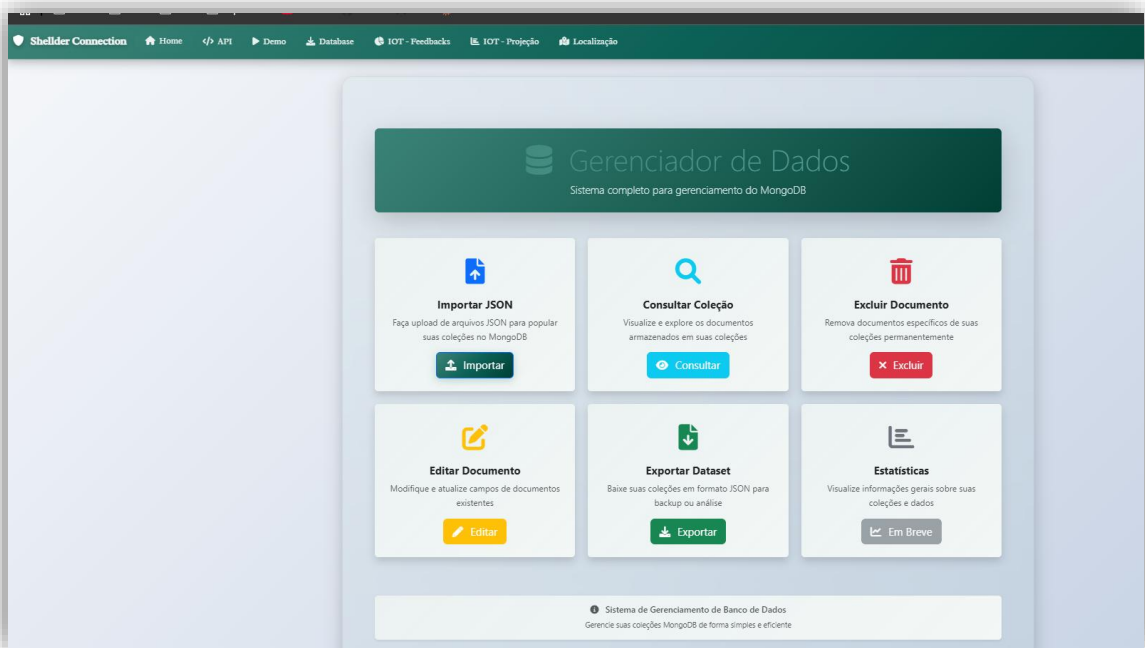 Shellder Connection Home API Demo Database IOT - Feedbacks IOT - Projeção Localização
Gerenciador de Dados
Sistema completo para gerenciamento do MongoDB
Importar JSON
Faça upload de arquivos JSON para popular
suas coleções no MongoDB
Importar
Consultar Coleção
Visualize e explore os documentos
armazenados em suas coleções
Consultar
Excluir Documento
Remova documentos específicos de suas
coleções permanentemente
Excluir
Editar Documento
Modifique e atualize campos de documentos
existentes
Editar
Exportar Dataset
Baixe suas coleções em formato JSON para
backup ou análise
Exportar
Estatísticas
Visualize informações gerais sobre suas
coleções e dados
Em Breve
Sistema de Gerenciamento de Banco de Dados
Gerencie suas coleções MongoDB de forma simples e eficiente